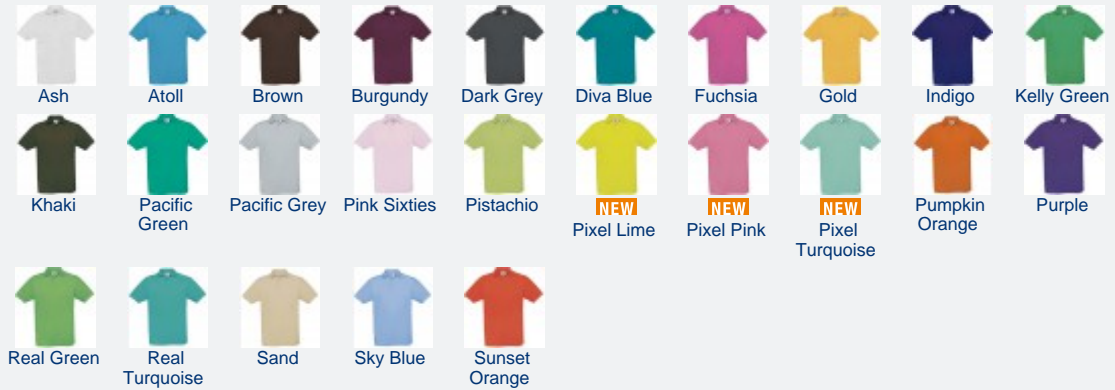 Ash
Atoll
Brown
Burgundy
Dark Grey
Diva Blue
Fuchsia
Gold
Indigo
Kelly Green
Khaki
Pacific
Green
Pacific Grey
Pink Sixties
Pistachio
NEW
Pixel Lime
NEW
Pixel Pink
NEW
Pixel
Turquoise
Pumpkin
Orange
Purple
Real Green
Real
Turquoise
Sand
Sky Blue
Sunset
Orange